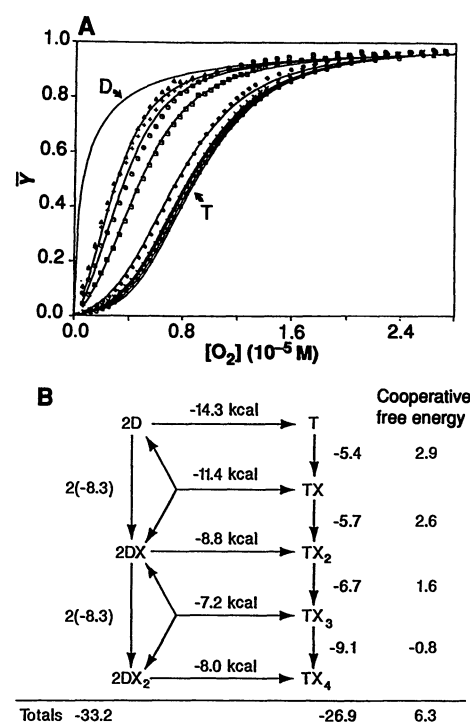 A
1.0
0.8
0.6
0.4
0.2
0.0
Ȳ
D
T
0.0 0.8 1.6 2.4
[O₂] (10⁻⁵ M)
B
Cooperative
free energy
2D -14.3 kcal T
-5.4 2.9
2(-8.3) -11.4 kcal TX
-5.7 2.6
2DX -8.8 kcal TX₂
-6.7 1.6
2(-8.3) -7.2 kcal TX₃
-9.1 -0.8
2DX₂ -8.0 kcal TX₄
Totals -33.2 -26.9 6.3